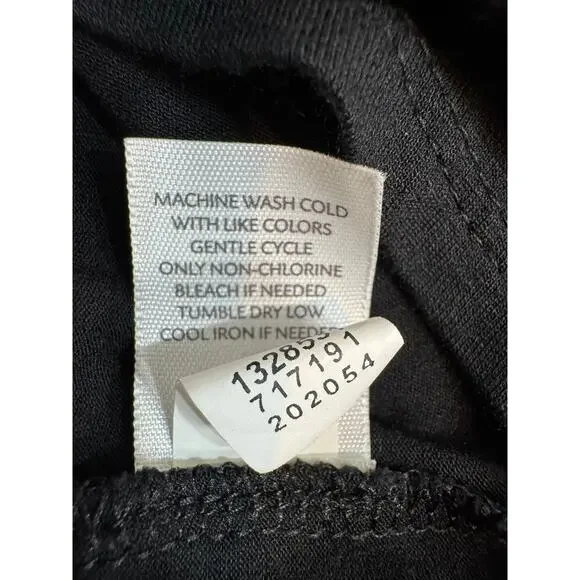 MACHINE WASH COLD
WITH LIKE COLORS
GENTLE CYCLE
ONLY NON-CHLORINE
BLEACH IF NEEDED
TUMBLE DRY LOW
COOL IRON IF NEEDED
717191
202054